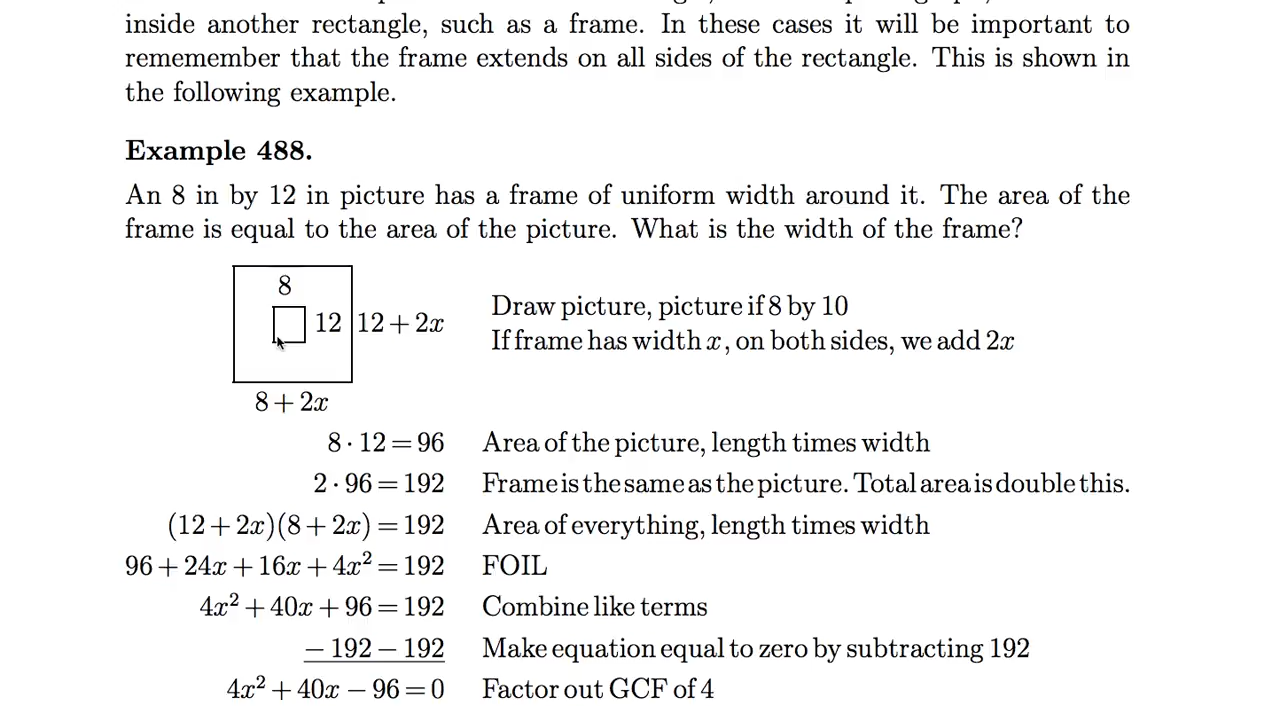 inside another rectangle, such as a frame. In these cases it will be important to
rememember that the frame extends on all sides of the rectangle. This is shown in
the following example.
Example 488.
An 8 in by 12 in picture has a frame of uniform width around it. The area of the
frame is equal to the area of the picture. What is the width of the frame?
8
12 12 + 2x
8 + 2x
Draw picture, picture if 8 by 10
If frame has width x, on both sides, we add 2x
8 · 12 = 96 Area of the picture, length times width
2 · 96 = 192 Frame is the same as the picture. Total area is double this.
(12 + 2x)(8 + 2x) = 192 Area of everything, length times width
96 + 24x + 16x + 4x² = 192 FOIL
4x² + 40x + 96 = 192 Combine like terms
− 192 − 192 Make equation equal to zero by subtracting 192
4x² + 40x − 96 = 0 Factor out GCF of 4